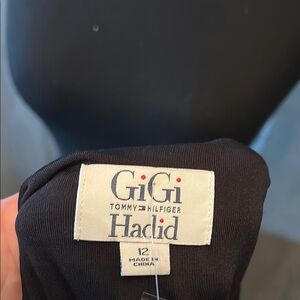 GiGi
TOMMY HILFIGER
Hadid
12
MADE IN
CHINA